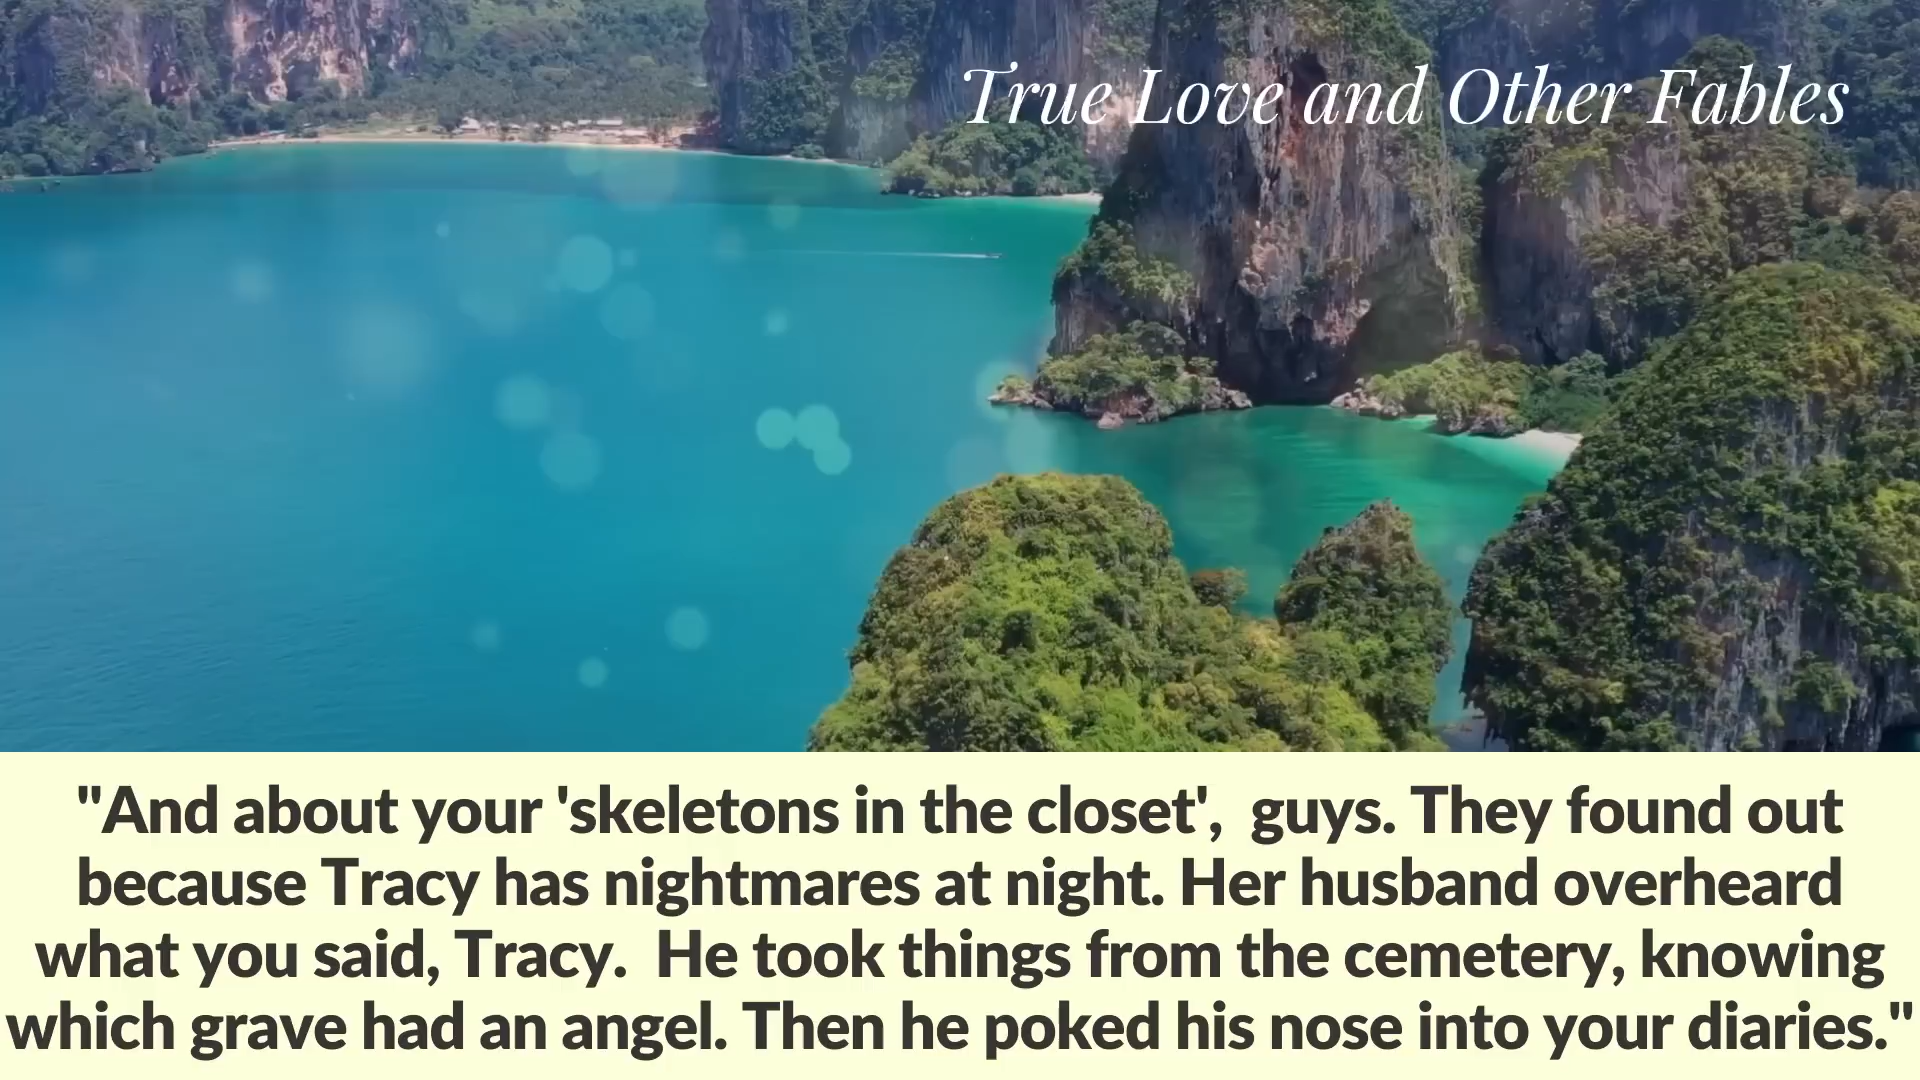 True Love and Other Fables
"And about your 'skeletons in the closet',  guys. They found out
because Tracy has nightmares at night. Her husband overheard
what you said, Tracy.  He took things from the cemetery, knowing
which grave had an angel. Then he poked his nose into your diaries."